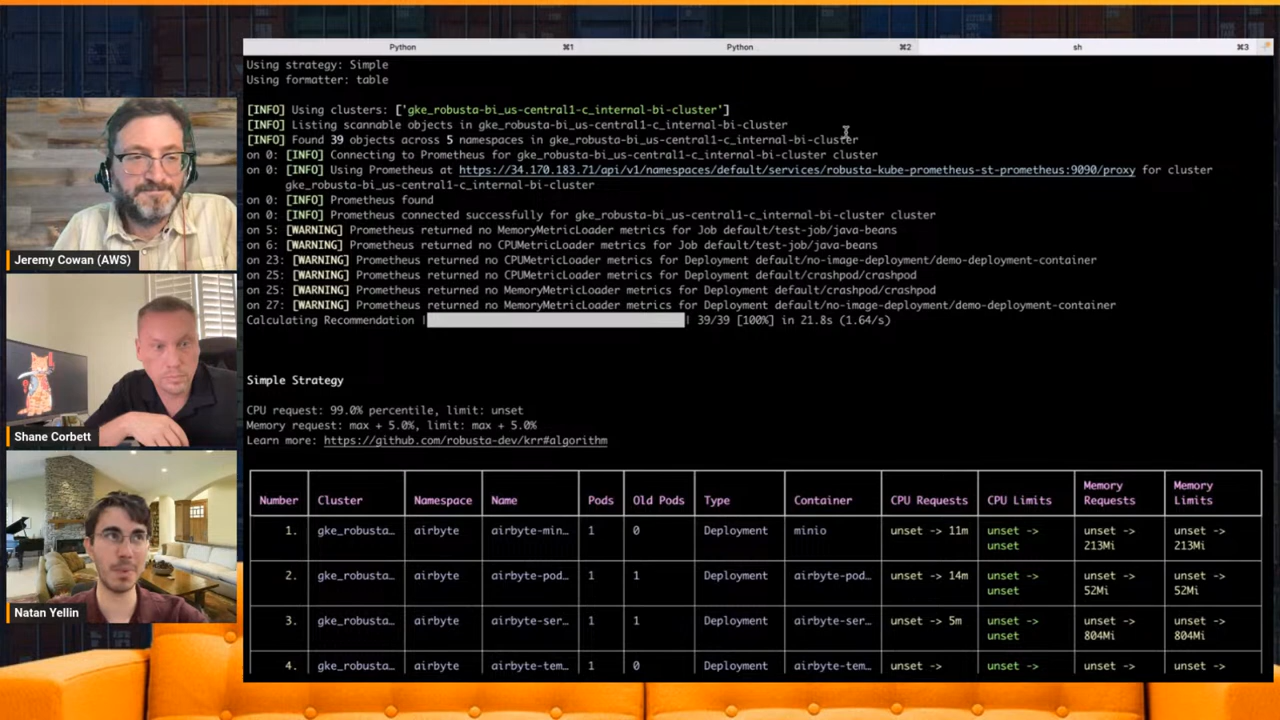 Python ⌘1 Python ⌘2 sh ⌘3
Using strategy: Simple
Using formatter: table
[INFO] Using clusters: ['gke_robusta-bi_us-central1-c_internal-bi-cluster']
[INFO] Listing scannable objects in gke_robusta-bi_us-central1-c_internal-bi-cluster
[INFO] Found 39 objects across 5 namespaces in gke_robusta-bi_us-central1-c_internal-bi-cluster
on 0: [INFO] Connecting to Prometheus for gke_robusta-bi_us-central1-c_internal-bi-cluster cluster
on 0: [INFO] Using Prometheus at https://34.170.183.71/api/v1/namespaces/default/services/robusta-kube-prometheus-st-prometheus:9090/proxy for cluster
gke_robusta-bi_us-central1-c_internal-bi-cluster
on 0: [INFO] Prometheus found
on 0: [INFO] Prometheus connected successfully for gke_robusta-bi_us-central1-c_internal-bi-cluster cluster
on 5: [WARNING] Prometheus returned no MemoryMetricLoader metrics for Job default/test-job/java-beans
on 6: [WARNING] Prometheus returned no CPUMetricLoader metrics for Job default/test-job/java-beans
on 23: [WARNING] Prometheus returned no CPUMetricLoader metrics for Deployment default/no-image-deployment/demo-deployment-container
on 25: [WARNING] Prometheus returned no CPUMetricLoader metrics for Deployment default/crashpod/crashpod
on 25: [WARNING] Prometheus returned no MemoryMetricLoader metrics for Deployment default/crashpod/crashpod
on 27: [WARNING] Prometheus returned no MemoryMetricLoader metrics for Deployment default/no-image-deployment/demo-deployment-container
Calculating Recommendation | | 39/39 [100%] in 21.8s (1.64/s)
Simple Strategy
CPU request: 99.0% percentile, limit: unset
Memory request: max + 5.0%, limit: max + 5.0%
Learn more: https://github.com/robusta-dev/krr#algorithm
Number Cluster Namespace Name Pods Old Pods Type Container CPU Requests CPU Limits Memory Requests Memory Limits
1. gke_robusta… airbyte airbyte-min… 1 0 Deployment minio unset -> 11m unset -> unset unset -> 213Mi unset -> 213Mi
2. gke_robusta… airbyte airbyte-pod… 1 1 Deployment airbyte-pod… unset -> 14m unset -> unset unset -> 52Mi unset -> 52Mi
3. gke_robusta… airbyte airbyte-ser… 1 1 Deployment airbyte-ser… unset -> 5m unset -> unset unset -> 804Mi unset -> 804Mi
4. gke_robusta… airbyte airbyte-tem… 1 0 Deployment airbyte-tem… unset -> unset -> unset -> unset ->
Jeremy Cowan (AWS)
Shane Corbett
Natan Yellin